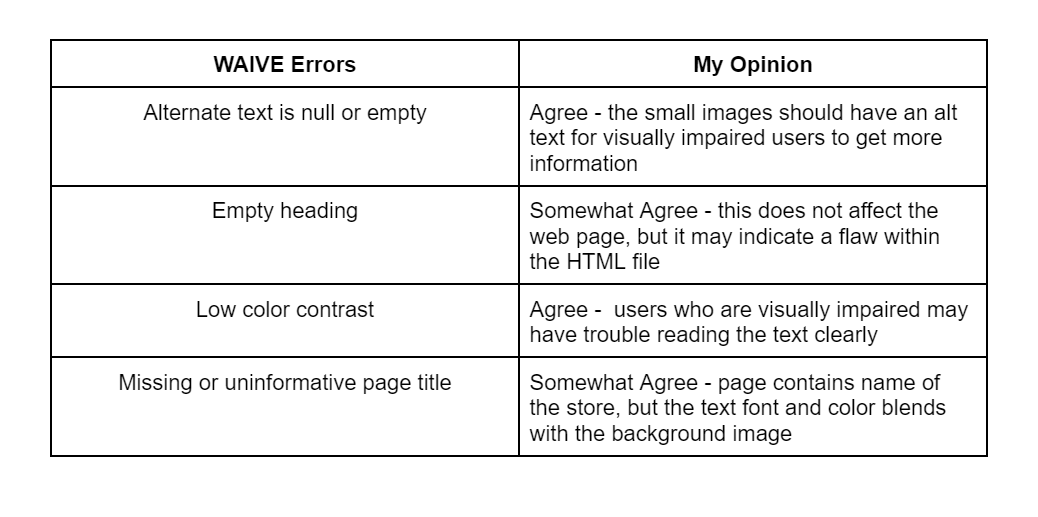 WAIVE Errors
My Opinion
Alternate text is null or empty
Agree - the small images should have an alt
text for visually impaired users to get more
information
Empty heading
Somewhat Agree - this does not affect the
web page, but it may indicate a flaw within
the HTML file
Low color contrast
Agree -  users who are visually impaired may
have trouble reading the text clearly
Missing or uninformative page title
Somewhat Agree - page contains name of
the store, but the text font and color blends
with the background image